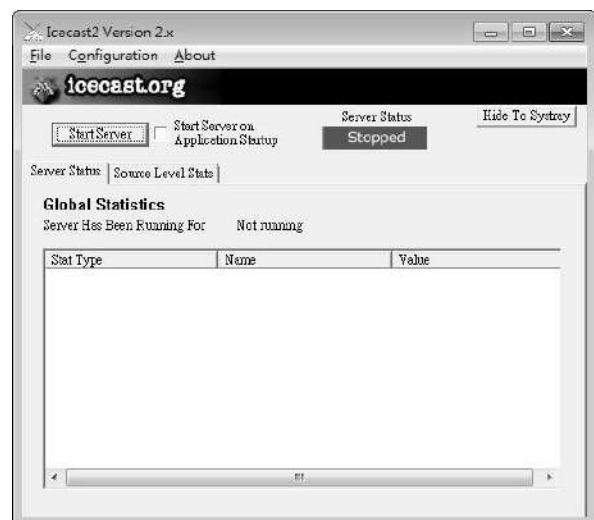 Icecast2 Version 2.x
File Configuration About
icecast.org
Start Server
Start Server on
Application Startup
Server Status
Stopped
Hide To Systray
Server Status
Source Level Stats
Global Statistics
Server Has Been Running For Not running
Stat Type Name Value